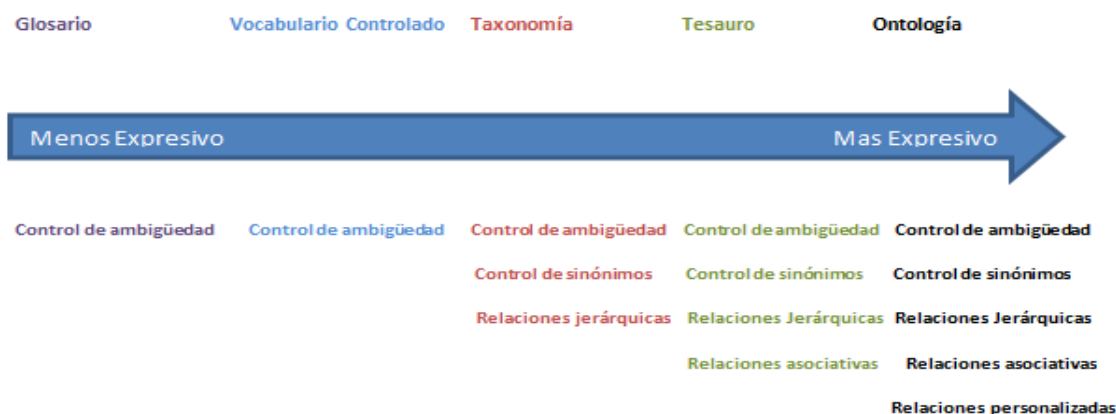 Glosario Vocabulario Controlado Taxonomía Tesauro Ontología
Menos Expresivo Mas Expresivo
Control de ambigüedad Control de ambigüedad Control de ambigüedad Control de ambigüedad Control de ambigüedad
Control de sinónimos Control de sinónimos Control de sinónimos
Relaciones jerárquicas Relaciones Jerárquicas Relaciones Jerárquicas
Relaciones asociativas Relaciones asociativas
Relaciones personalizadas